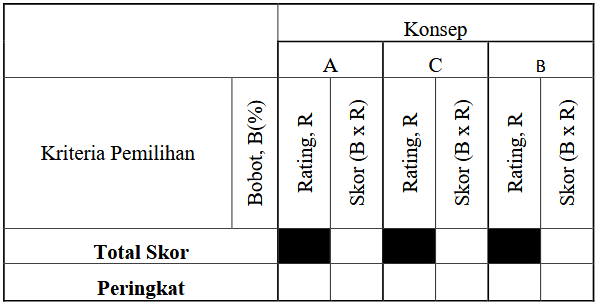 Konsep
A C B
Kriteria Pemilihan Bobot, B(%) Rating, R Skor (B x R) Rating, R Skor (B x R) Rating, R Skor (B x R)
Total Skor
Peringkat